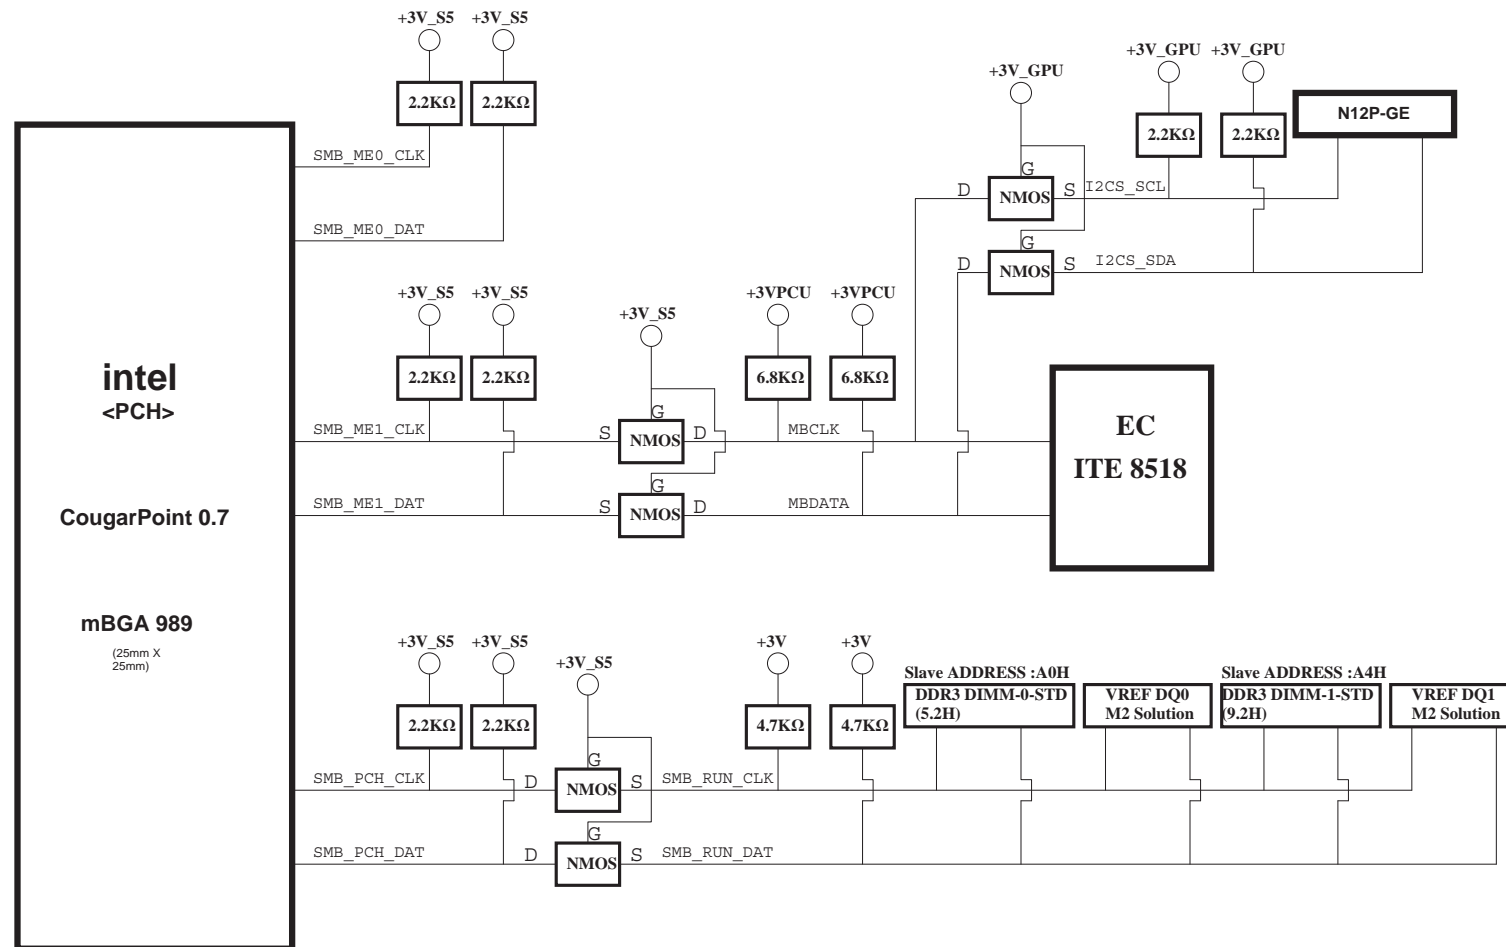 +3V_S5 +3V_S5
2.2KΩ 2.2KΩ
SMB_ME0_CLK
SMB_ME0_DAT
+3V_GPU
+3V_GPU +3V_GPU
2.2KΩ 2.2KΩ
N12P-GE
G
D NMOS S I2CS_SCL
G
D NMOS S I2CS_SDA
intel
<PCH>
CougarPoint 0.7
mBGA 989
(25mm X
25mm)
+3V_S5 +3V_S5
2.2KΩ 2.2KΩ
+3V_S5
+3VPCU +3VPCU
6.8KΩ 6.8KΩ
G
SMB_ME1_CLK S NMOS D MBCLK
G
SMB_ME1_DAT S NMOS D MBDATA
EC
ITE 8518
+3V_S5 +3V_S5
2.2KΩ 2.2KΩ
+3V_S5
+3V +3V
4.7KΩ 4.7KΩ
Slave ADDRESS :A0H
DDR3 DIMM-0-STD
(5.2H)
VREF DQ0
M2 Solution
Slave ADDRESS :A4H
DDR3 DIMM-1-STD
(9.2H)
VREF DQ1
M2 Solution
G
SMB_PCH_CLK D NMOS S SMB_RUN_CLK
G
SMB_PCH_DAT D NMOS S SMB_RUN_DAT